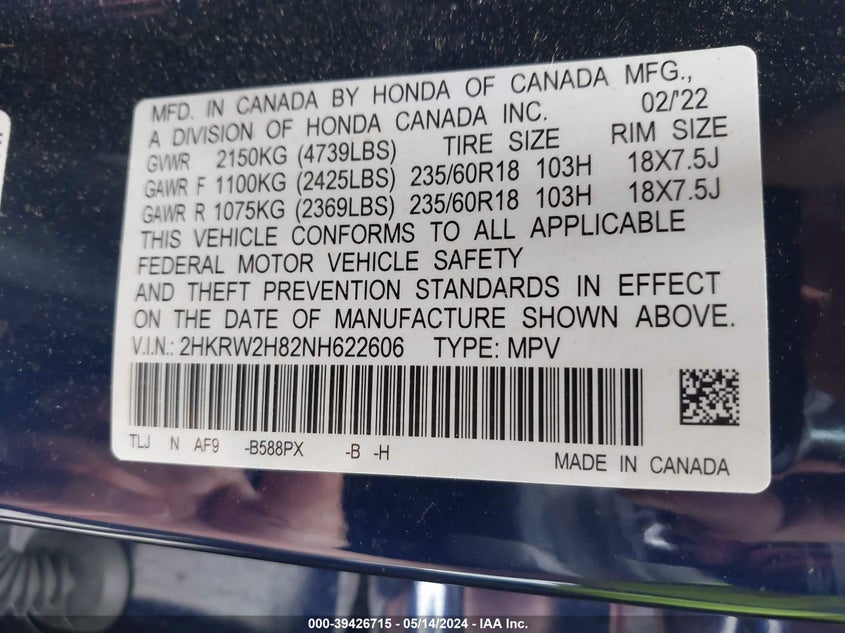 MFD. IN CANADA BY HONDA OF CANADA MFG.,
A DIVISION OF HONDA CANADA INC. 02/'22
GVWR 2150KG (4739LBS) TIRE SIZE RIM SIZE
GAWR F 1100KG (2425LBS) 235/60R18 103H 18X7.5J
GAWR R 1075KG (2369LBS) 235/60R18 103H 18X7.5J
THIS VEHICLE CONFORMS TO ALL APPLICABLE
FEDERAL MOTOR VEHICLE SAFETY
AND THEFT PREVENTION STANDARDS IN EFFECT
ON THE DATE OF MANUFACTURE SHOWN ABOVE.
V.I.N.: 2HKRW2H82NH622606 TYPE: MPV
TLJ N AF9 -B588PX -B -H
MADE IN CANADA
000-39426715 - 05/14/2024 - IAA Inc.